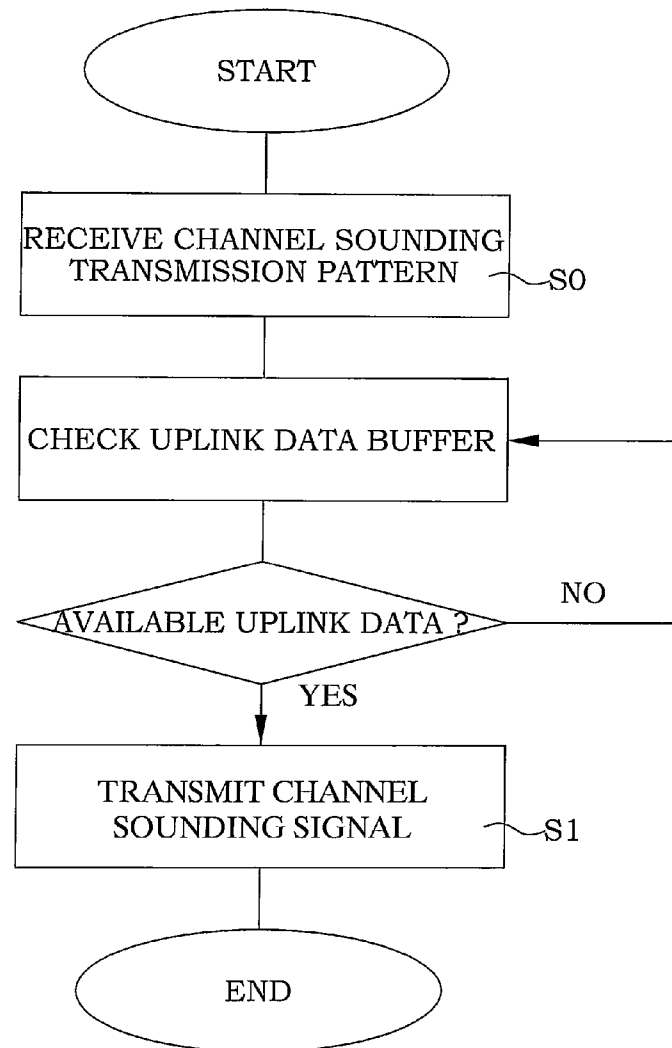 START
RECEIVE CHANNEL SOUNDING
TRANSMISSION PATTERN
S0
CHECK UPLINK DATA BUFFER
AVAILABLE UPLINK DATA ?
NO
YES
TRANSMIT CHANNEL
SOUNDING SIGNAL
S1
END